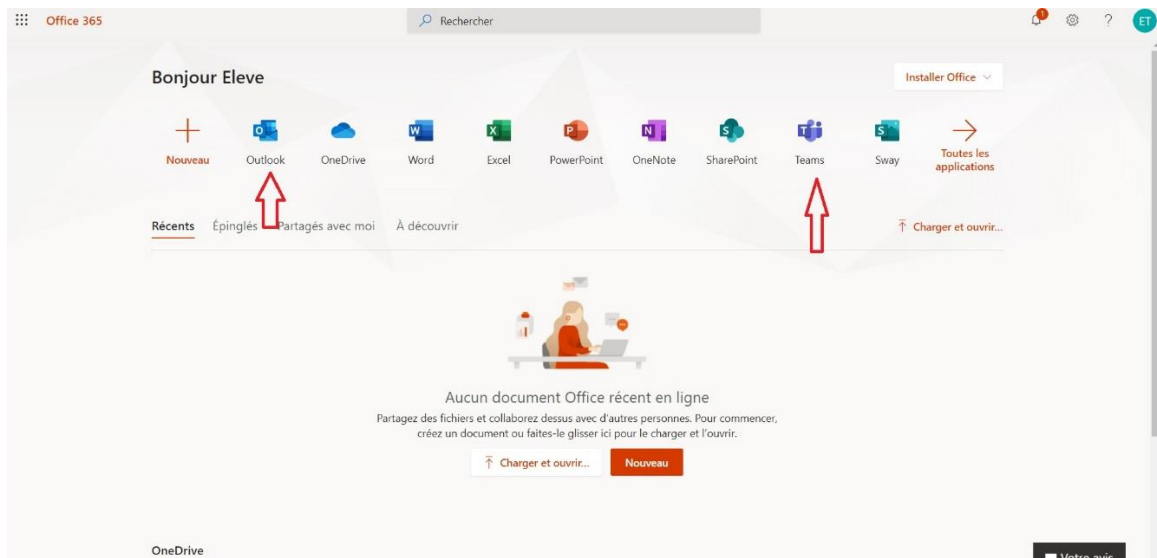 Office 365
Rechercher
1
?
ET
Bonjour Eleve
Installer Office
Nouveau
Outlook
OneDrive
Word
Excel
PowerPoint
OneNote
SharePoint
Teams
Sway
Toutes les
applications
Récents
Épinglés
Partagés avec moi
À découvrir
Charger et ouvrir...
Aucun document Office récent en ligne
Partagez des fichiers et collaborez dessus avec d'autres personnes. Pour commencer,
créez un document ou faites-le glisser ici pour le charger et l'ouvrir.
Charger et ouvrir...
Nouveau
OneDrive
Votre avis